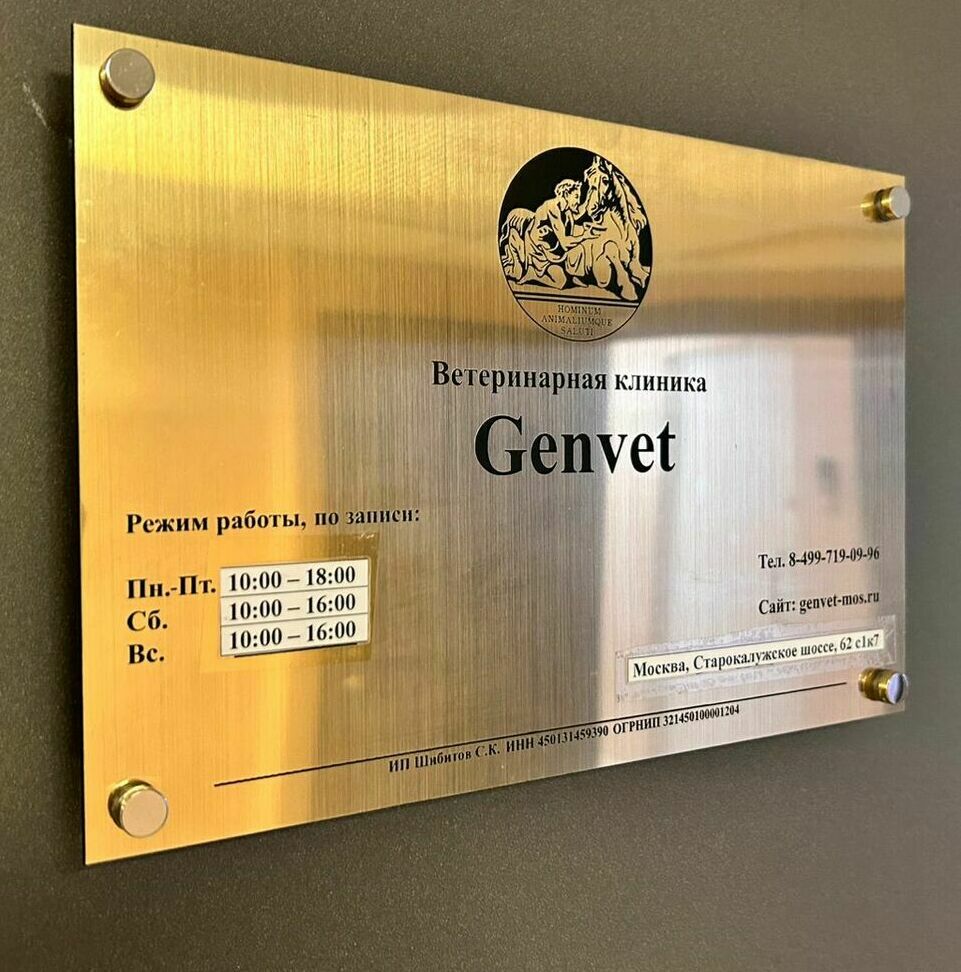 HOMINUM
ANIMALIUMQUE
SALUTI
Ветеринарная клиника
Genvet
Режим работы, по записи:
Пн.-Пт. 10:00 – 18:00
Сб. 10:00 – 16:00
Вс. 10:00 – 16:00
Тел. 8-499-719-09-96
Сайт: genvet-mos.ru
Москва, Старокалужское шоссе, 62 с1к7
ИП Шибитов С.К. ИНН 450131459390 ОГРНИП 321450100001204